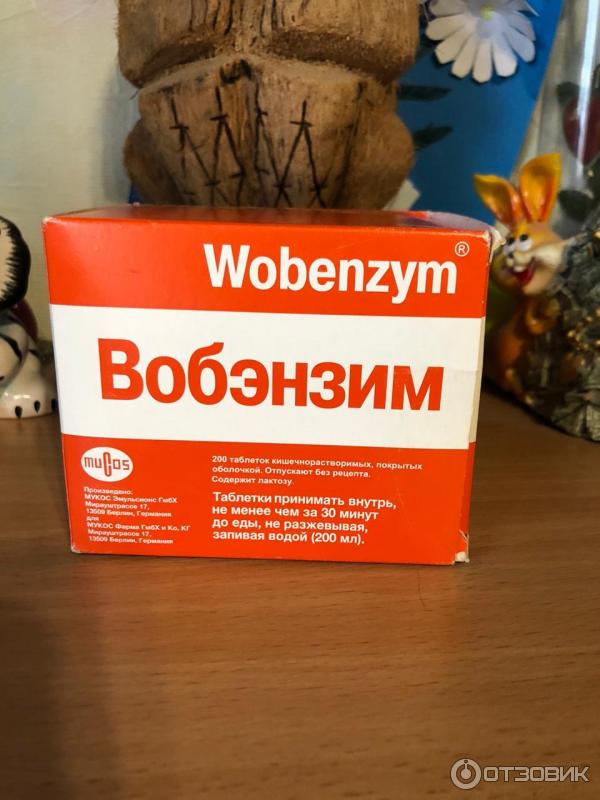 Wobenzym®
Вобэнзим
mucos
200 таблеток кишечнорастворимых, покрытых
оболочкой. Отпускают без рецепта.
Содержит лактозу.
Таблетки принимать внутрь,
не менее чем за 30 минут
до еды, не разжевывая,
запивая водой (200 мл).
Произведено:
МУКОС Эмульсионс ГмбХ
Мирауштрассе 17,
13509 Берлин, Германия
для
МУКОС Фарма ГмбХ и Ко, КГ
Мирауштрассе 17,
13509 Берлин, Германия
ОТЗОВИК